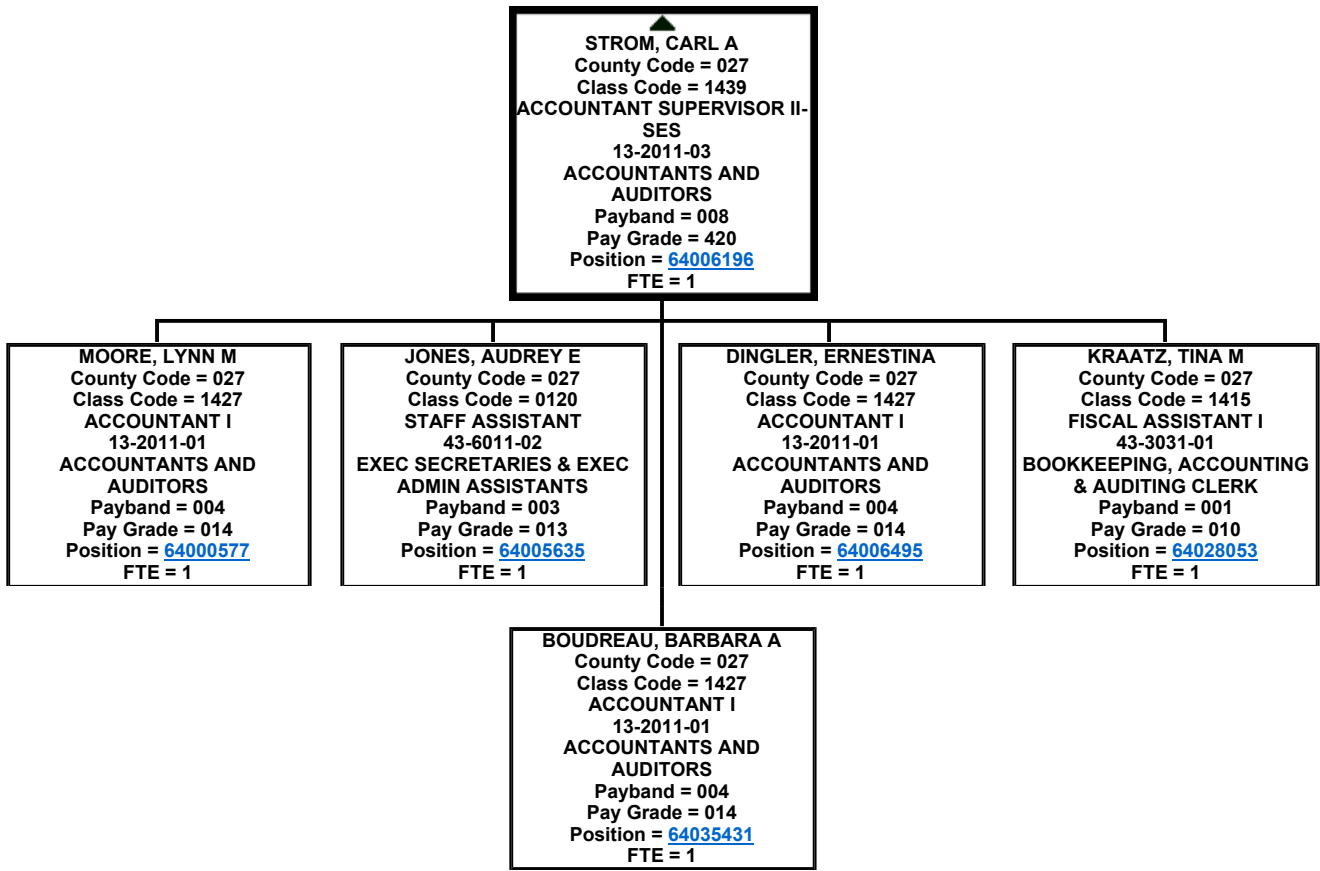 STROM, CARL A
County Code = 027
Class Code = 1439
ACCOUNTANT SUPERVISOR II-
SES
13-2011-03
ACCOUNTANTS AND
AUDITORS
Payband = 008
Pay Grade = 420
Position = 64006196
FTE = 1
MOORE, LYNN M
County Code = 027
Class Code = 1427
ACCOUNTANT I
13-2011-01
ACCOUNTANTS AND
AUDITORS
Payband = 004
Pay Grade = 014
Position = 64000577
FTE = 1
JONES, AUDREY E
County Code = 027
Class Code = 0120
STAFF ASSISTANT
43-6011-02
EXEC SECRETARIES & EXEC
ADMIN ASSISTANTS
Payband = 003
Pay Grade = 013
Position = 64005635
FTE = 1
DINGLER, ERNESTINA
County Code = 027
Class Code = 1427
ACCOUNTANT I
13-2011-01
ACCOUNTANTS AND
AUDITORS
Payband = 004
Pay Grade = 014
Position = 64006495
FTE = 1
KRAATZ, TINA M
County Code = 027
Class Code = 1415
FISCAL ASSISTANT I
43-3031-01
BOOKKEEPING, ACCOUNTING
& AUDITING CLERK
Payband = 001
Pay Grade = 010
Position = 64028053
FTE = 1
BOUDREAU, BARBARA A
County Code = 027
Class Code = 1427
ACCOUNTANT I
13-2011-01
ACCOUNTANTS AND
AUDITORS
Payband = 004
Pay Grade = 014
Position = 64035431
FTE = 1